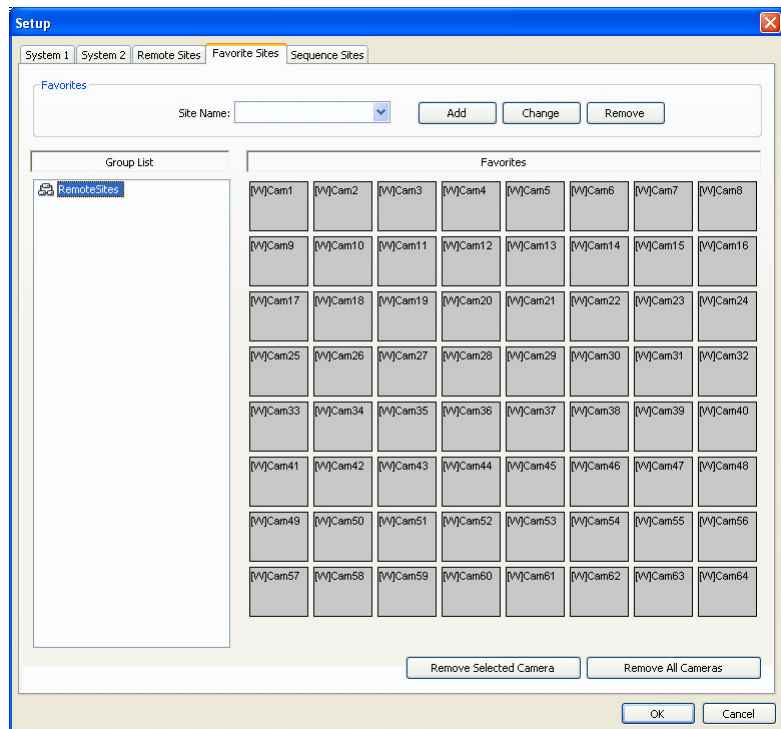 Setup
System 1 System 2 Remote Sites Favorite Sites Sequence Sites
Favorites
Site Name: Add Change Remove
Group List Favorites
RemoteSites
[W]Cam1 [W]Cam2 [W]Cam3 [W]Cam4 [W]Cam5 [W]Cam6 [W]Cam7 [W]Cam8
[W]Cam9 [W]Cam10 [W]Cam11 [W]Cam12 [W]Cam13 [W]Cam14 [W]Cam15 [W]Cam16
[W]Cam17 [W]Cam18 [W]Cam19 [W]Cam20 [W]Cam21 [W]Cam22 [W]Cam23 [W]Cam24
[W]Cam25 [W]Cam26 [W]Cam27 [W]Cam28 [W]Cam29 [W]Cam30 [W]Cam31 [W]Cam32
[W]Cam33 [W]Cam34 [W]Cam35 [W]Cam36 [W]Cam37 [W]Cam38 [W]Cam39 [W]Cam40
[W]Cam41 [W]Cam42 [W]Cam43 [W]Cam44 [W]Cam45 [W]Cam46 [W]Cam47 [W]Cam48
[W]Cam49 [W]Cam50 [W]Cam51 [W]Cam52 [W]Cam53 [W]Cam54 [W]Cam55 [W]Cam56
[W]Cam57 [W]Cam58 [W]Cam59 [W]Cam60 [W]Cam61 [W]Cam62 [W]Cam63 [W]Cam64
Remove Selected Camera Remove All Cameras
OK Cancel